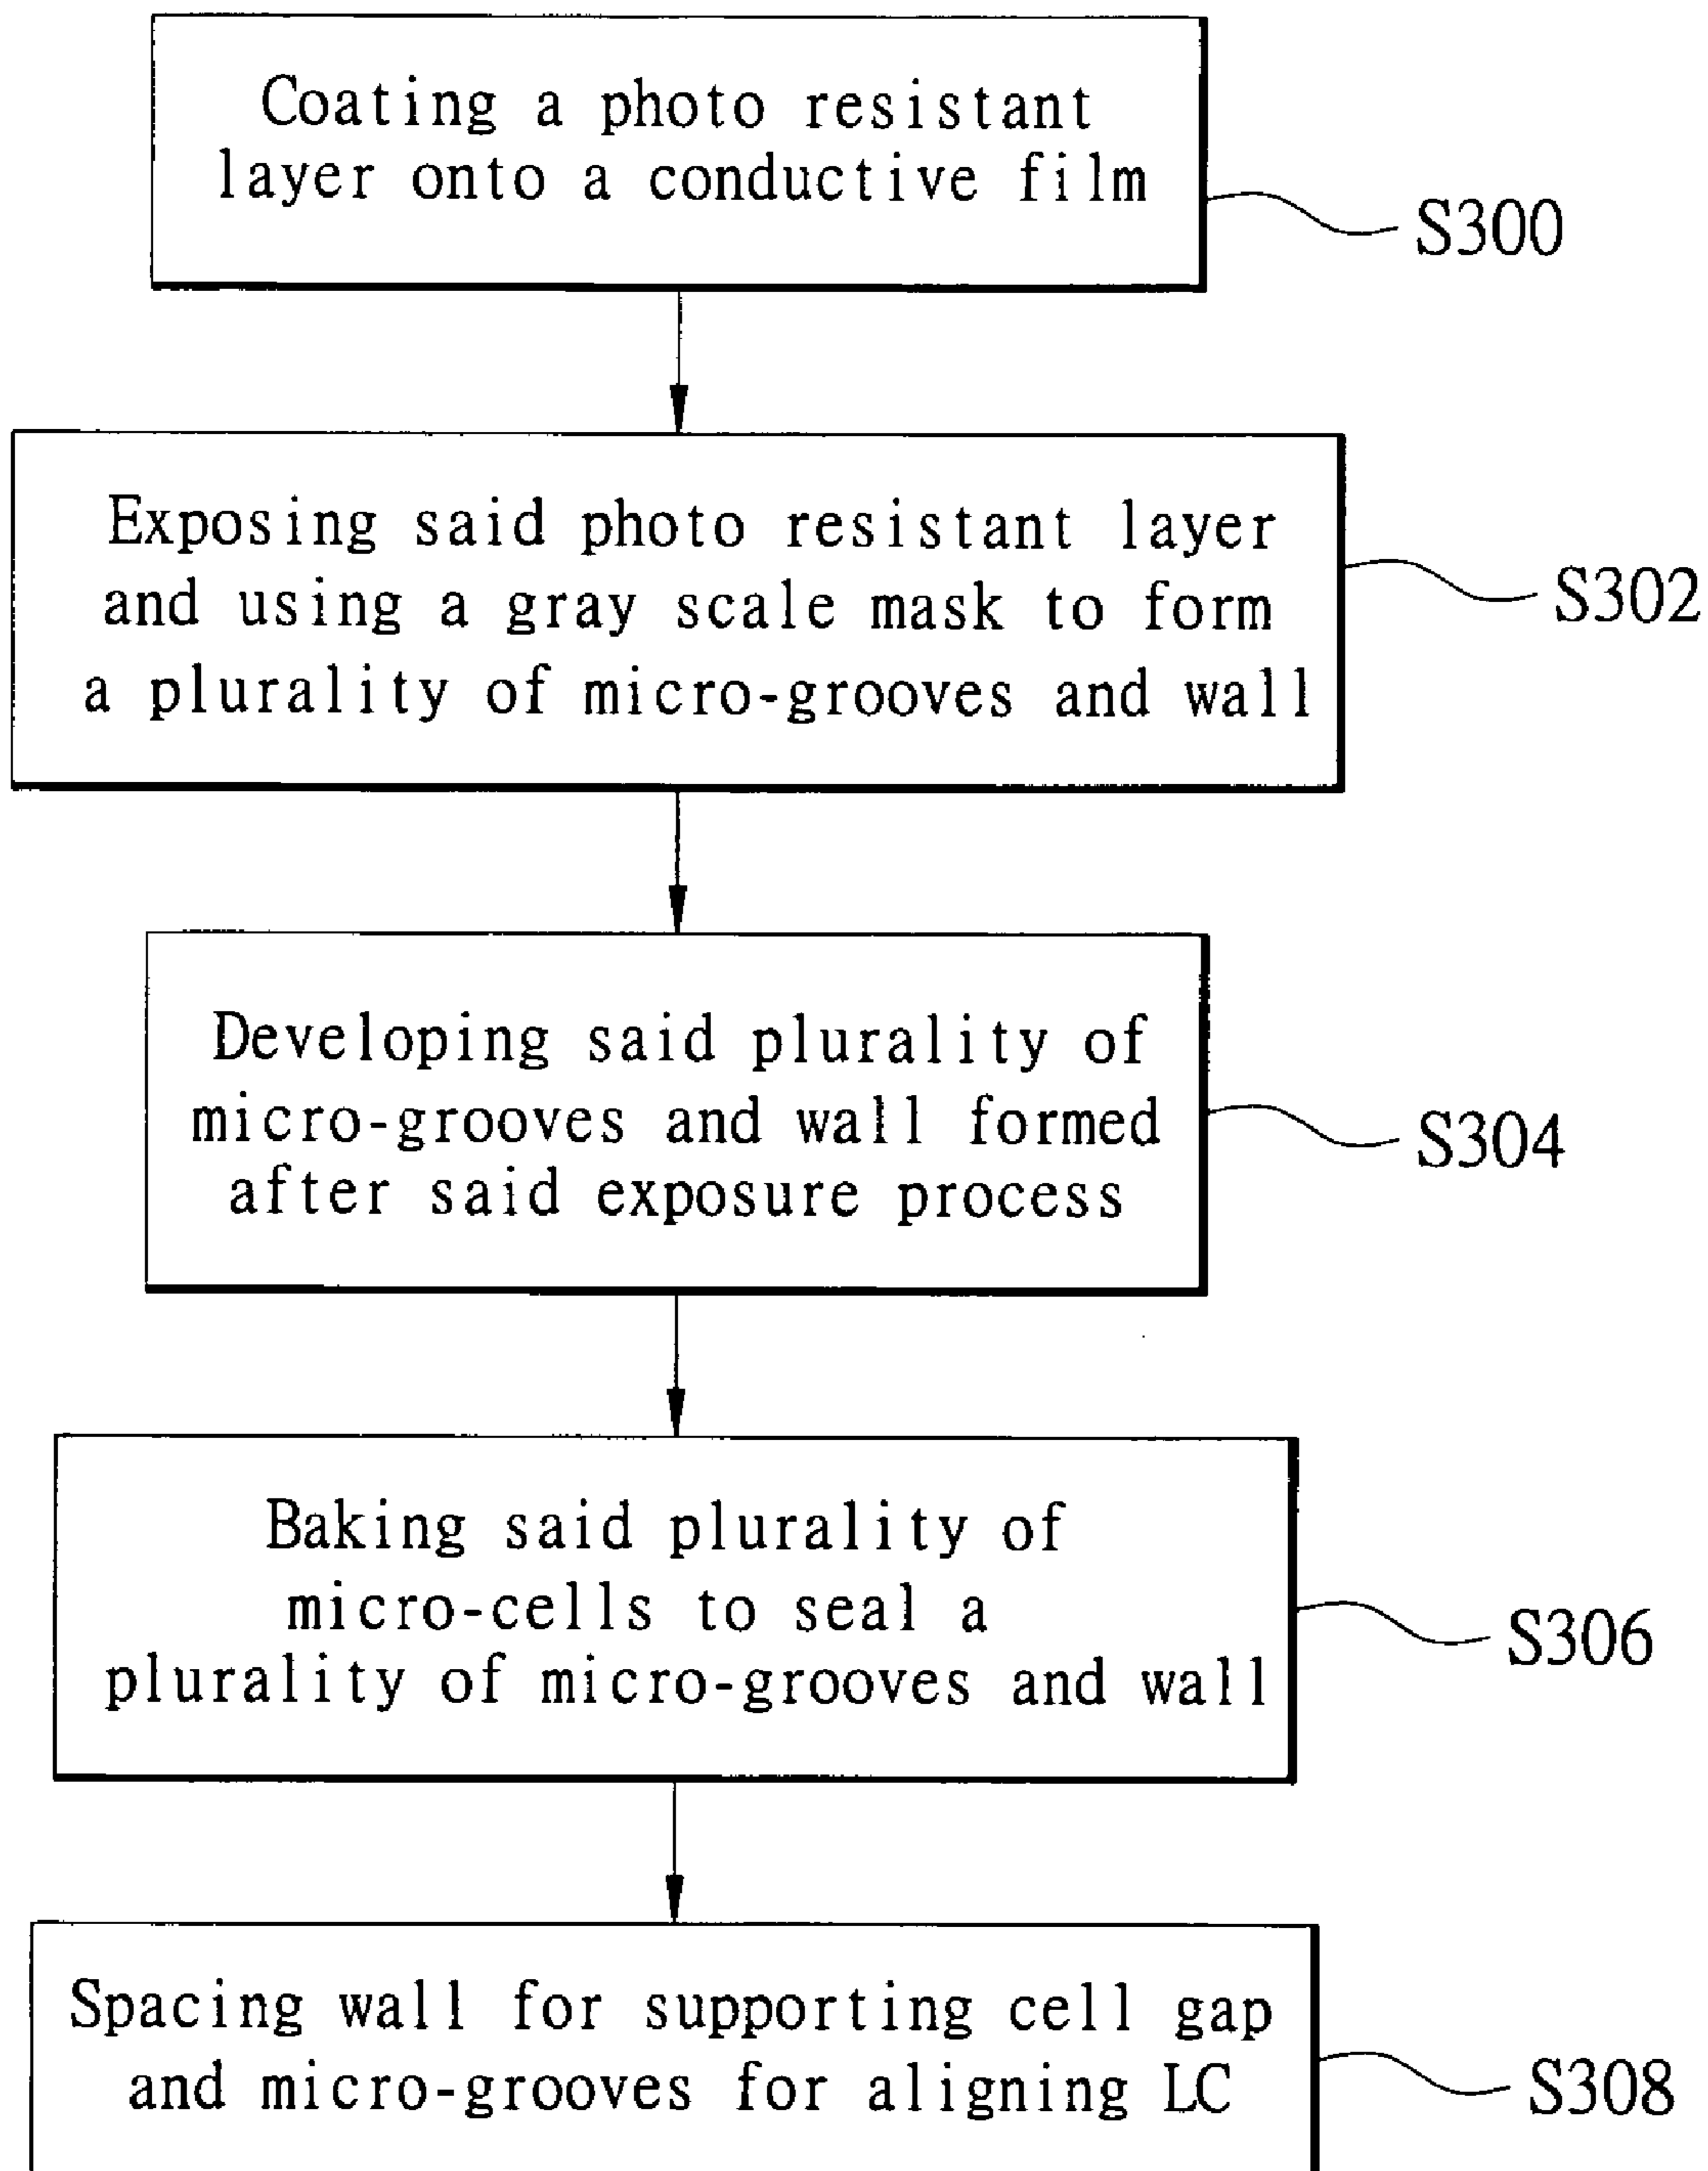 Coating a photo resistant
layer onto a conductive film
S300
Exposing said photo resistant layer
and using a gray scale mask to form
a plurality of micro-grooves and wall
S302
Developing said plurality of
micro-grooves and wall formed
after said exposure process
S304
Baking said plurality of
micro-cells to seal a
plurality of micro-grooves and wall
S306
Spacing wall for supporting cell gap
and micro-grooves for aligning LC
S308